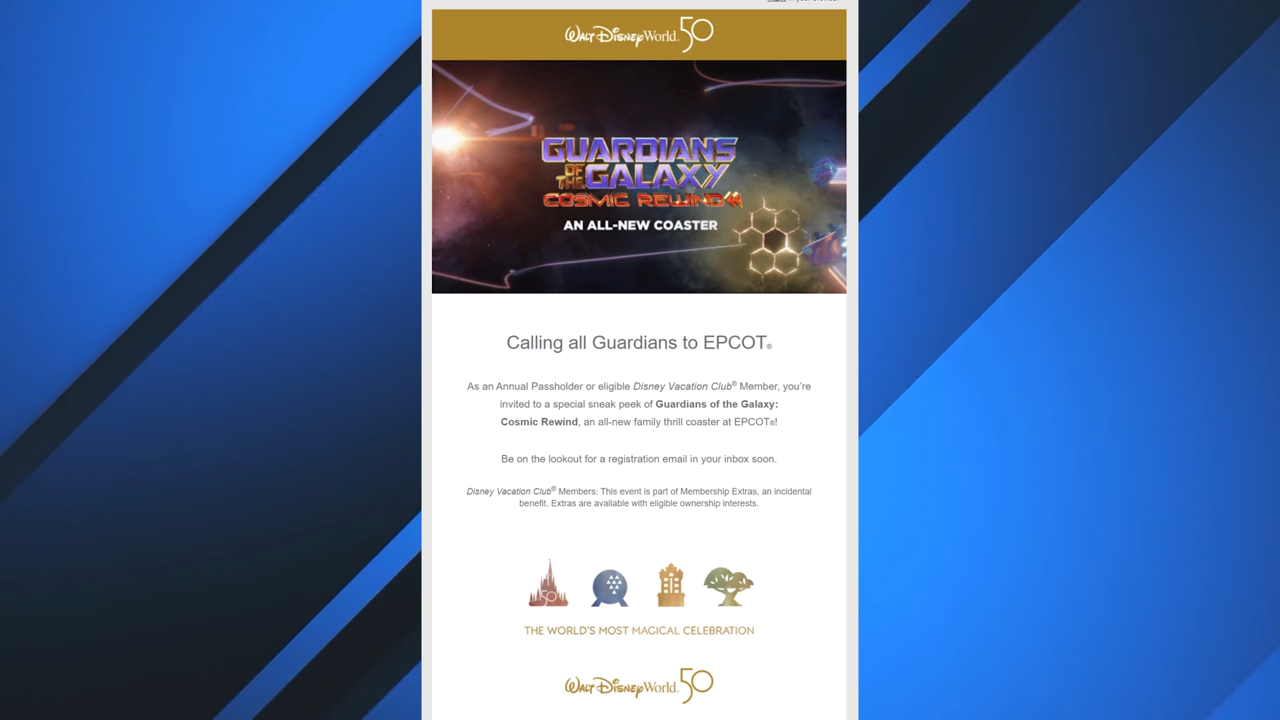 Walt Disney World. 50
GUARDIANS
OF THE GALAXY
COSMIC REWIND
AN ALL-NEW COASTER
Calling all Guardians to EPCOT®
As an Annual Passholder or eligible Disney Vacation Club® Member, you're
invited to a special sneak peek of Guardians of the Galaxy:
Cosmic Rewind, an all-new family thrill coaster at EPCOT®!
Be on the lookout for a registration email in your inbox soon.
Disney Vacation Club® Members: This event is part of Membership Extras, an incidental
benefit. Extras are available with eligible ownership interests.
50
THE WORLD'S MOST MAGICAL CELEBRATION
Walt Disney World. 50